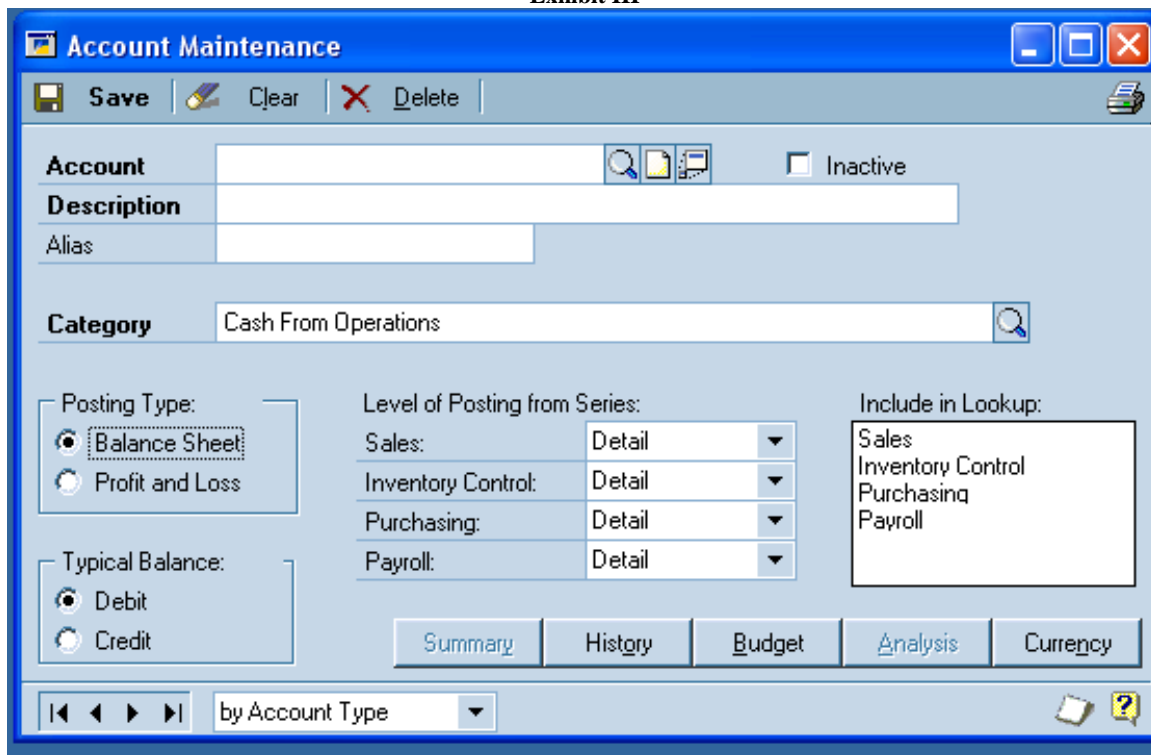 Exhibit III
Account Maintenance
Save Clear Delete
Account Inactive
Description
Alias
Category Cash From Operations
Posting Type: Level of Posting from Series: Include in Lookup:
Balance Sheet Sales: Detail Sales
Profit and Loss Inventory Control: Detail Inventory Control
Purchasing: Detail Purchasing
Typical Balance: Payroll: Detail Payroll
Debit
Credit Summary History Budget Analysis Currency
by Account Type